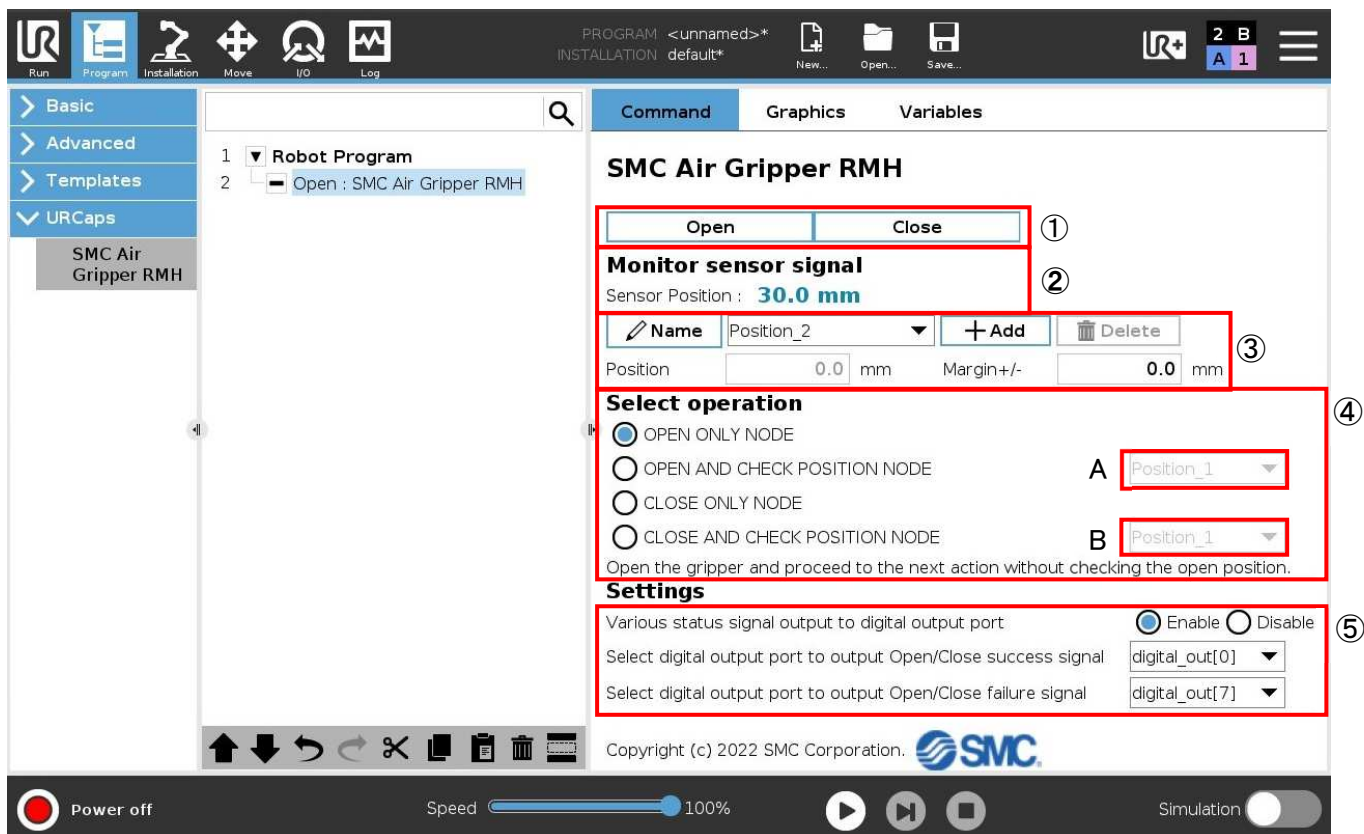 UR
PROGRAM <unnamed>*
INSTALLATION default*
Run Program Installation Move I/O Log New... Open... Save...
UR+ 2 B
A 1
Basic
Advanced
Templates
URCaps
SMC Air
Gripper RMH
1 Robot Program
2 Open : SMC Air Gripper RMH
Command Graphics Variables
SMC Air Gripper RMH
Open Close ①
Monitor sensor signal
Sensor Position : 30.0 mm ②
Name Position_2 Add Delete ③
Position 0.0 mm Margin+/- 0.0 mm
Select operation ④
OPEN ONLY NODE
OPEN AND CHECK POSITION NODE A Position_1
CLOSE ONLY NODE
CLOSE AND CHECK POSITION NODE B Position_1
Open the gripper and proceed to the next action without checking the open position.
Settings
Various status signal output to digital output port Enable Disable ⑤
Select digital output port to output Open/Close success signal digital_out[0]
Select digital output port to output Open/Close failure signal digital_out[7]
Copyright (c) 2022 SMC Corporation. SMC.
Power off Speed 100% Simulation